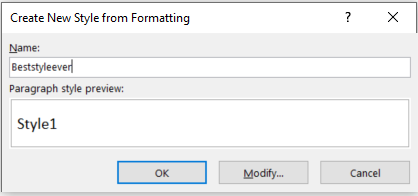 Create New Style from Formatting
Name:
Beststyleever
Paragraph style preview:
Style1
OK
Modify...
Cancel